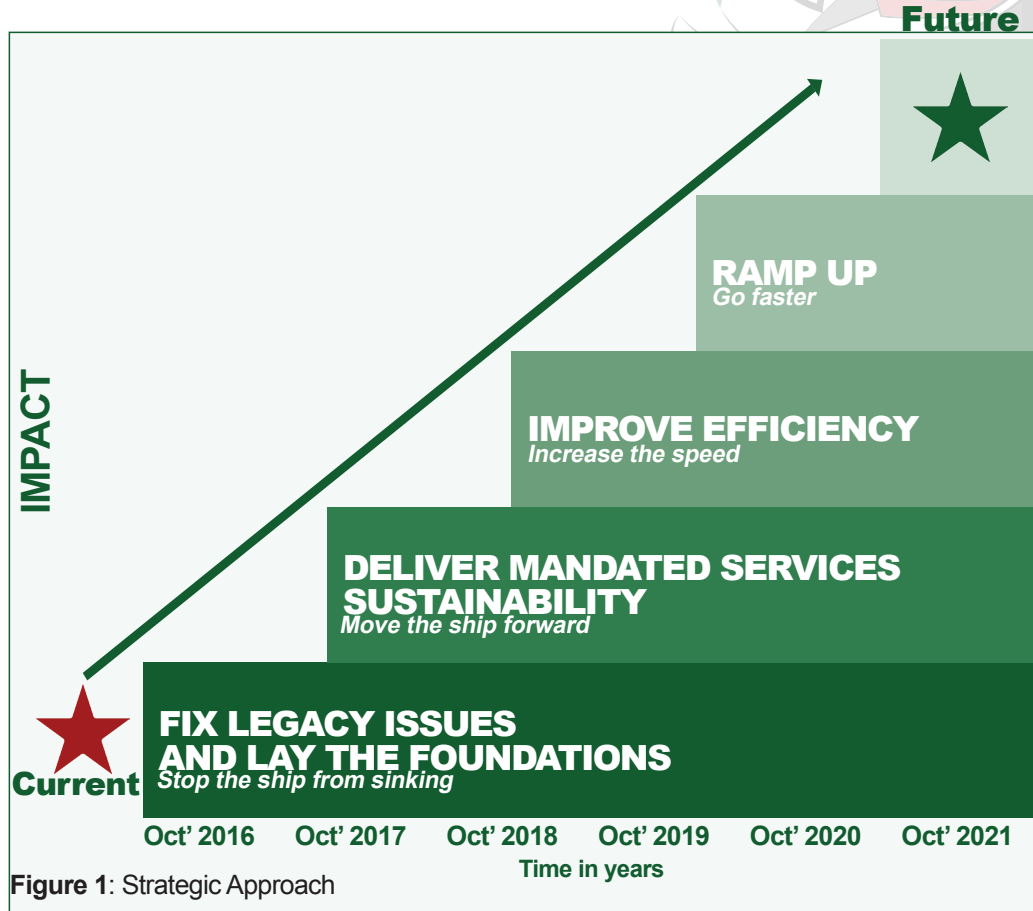 Future
IMPACT
RAMP UP
Go faster
IMPROVE EFFICIENCY
Increase the speed
DELIVER MANDATED SERVICES
SUSTAINABILITY
Move the ship forward
FIX LEGACY ISSUES
AND LAY THE FOUNDATIONS
Stop the ship from sinking
Current
Oct’ 2016 Oct’ 2017 Oct’ 2018 Oct’ 2019 Oct’ 2020 Oct’ 2021
Time in years
Figure 1: Strategic Approach